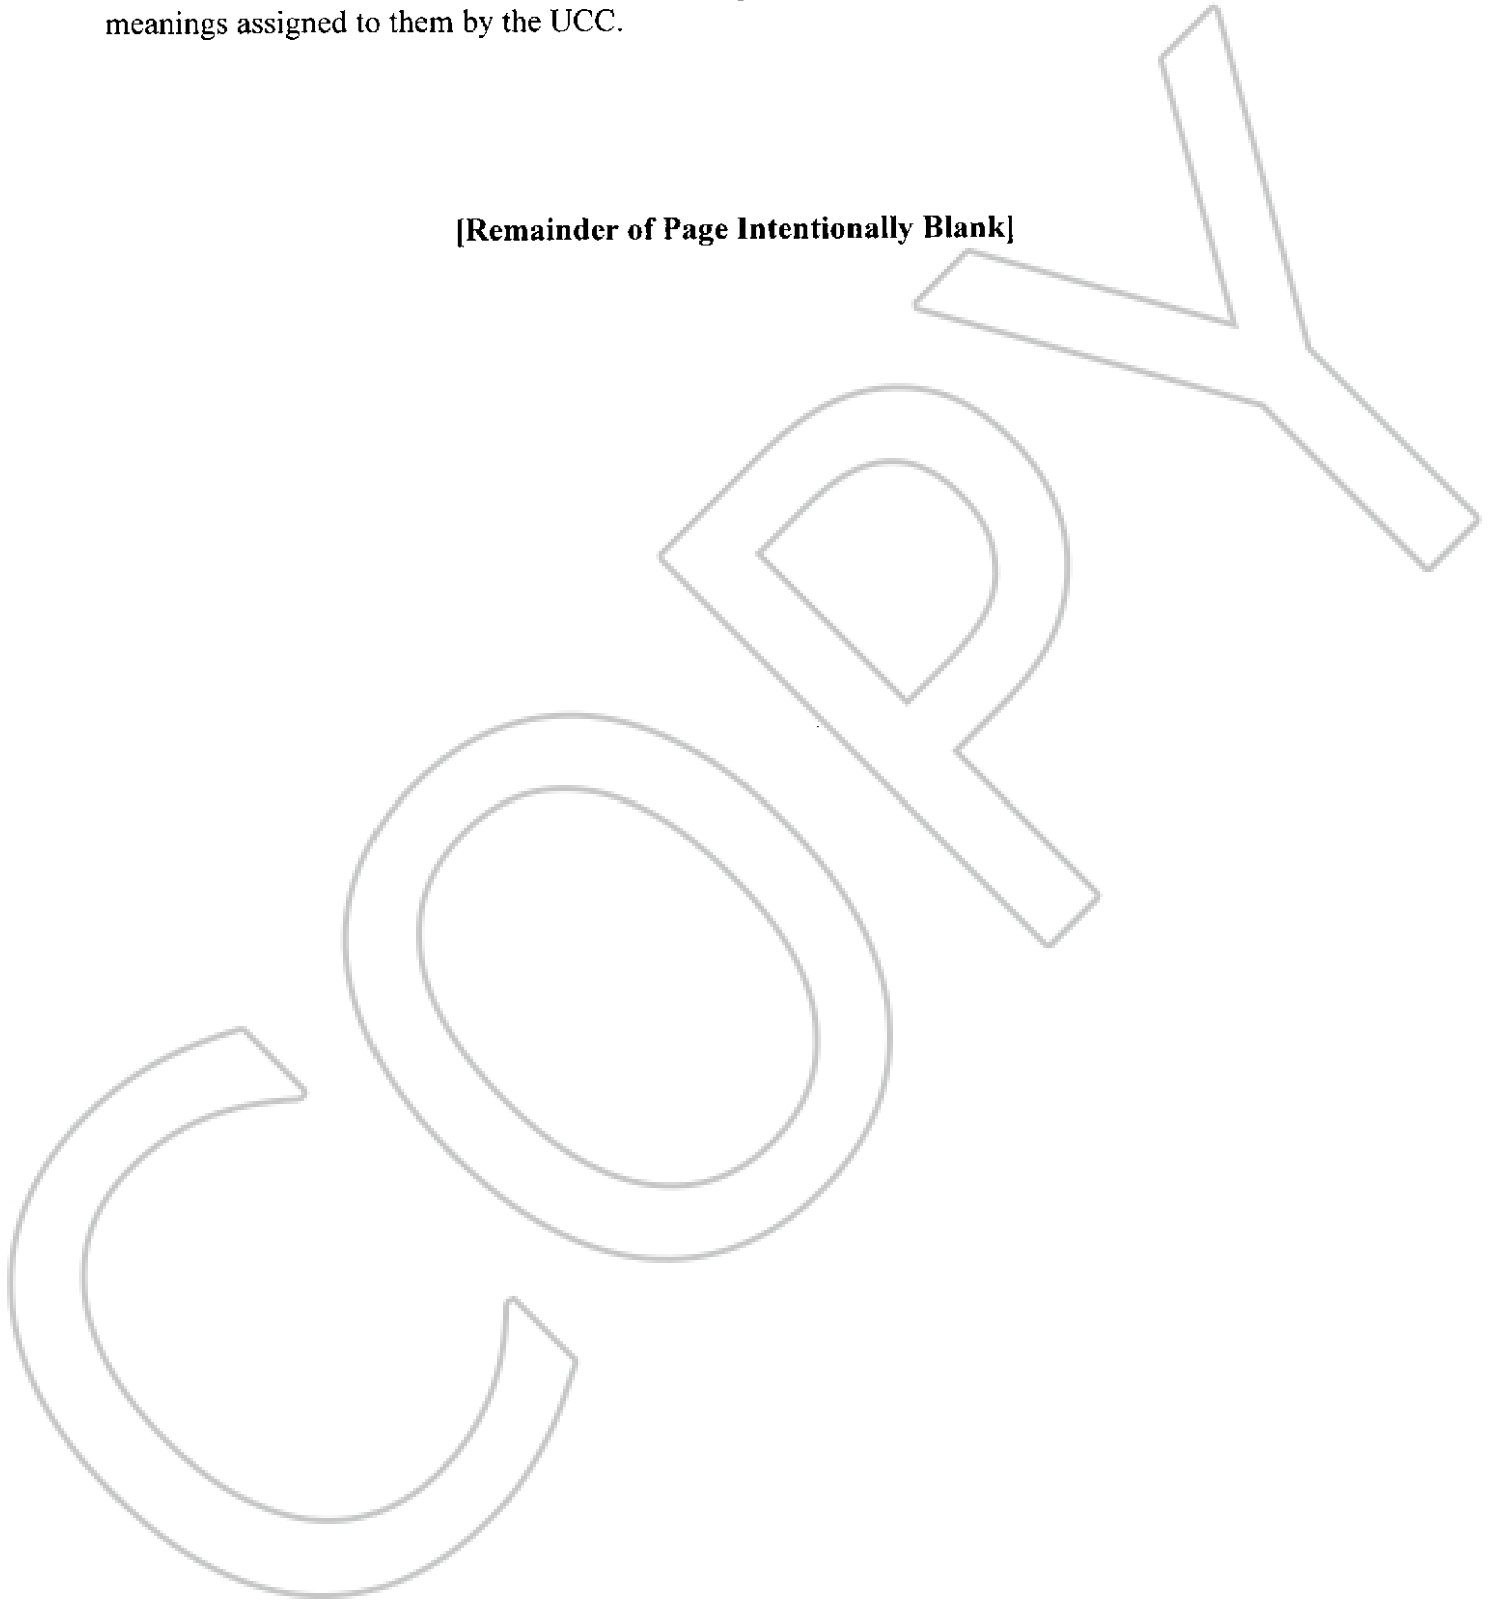 meanings assigned to them by the UCC.
[Remainder of Page Intentionally Blank]
COPY